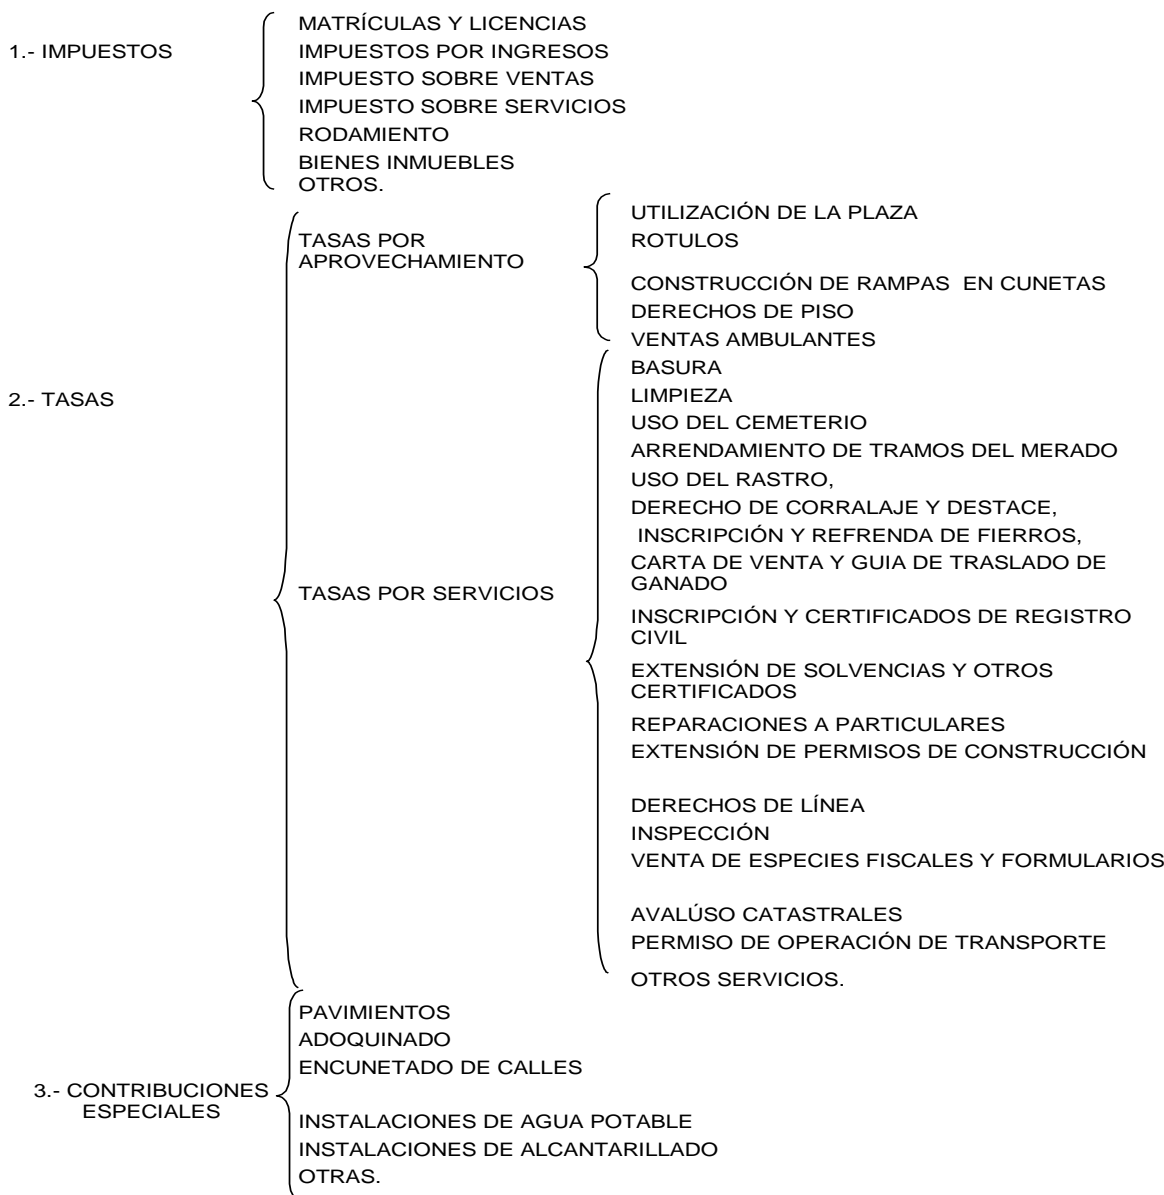 1.- IMPUESTOS
MATRÍCULAS Y LICENCIAS
IMPUESTOS POR INGRESOS
IMPUESTO SOBRE VENTAS
IMPUESTO SOBRE SERVICIOS
RODAMIENTO
BIENES INMUEBLES
OTROS.
2.- TASAS
TASAS POR
APROVECHAMIENTO
UTILIZACIÓN DE LA PLAZA
ROTULOS
CONSTRUCCIÓN DE RAMPAS EN CUNETAS
DERECHOS DE PISO
VENTAS AMBULANTES
TASAS POR SERVICIOS
BASURA
LIMPIEZA
USO DEL CEMETERIO
ARRENDAMIENTO DE TRAMOS DEL MERADO
USO DEL RASTRO,
DERECHO DE CORRALAJE Y DESTACE,
INSCRIPCIÓN Y REFRENDA DE FIERROS,
CARTA DE VENTA Y GUIA DE TRASLADO DE
GANADO
INSCRIPCIÓN Y CERTIFICADOS DE REGISTRO
CIVIL
EXTENSIÓN DE SOLVENCIAS Y OTROS
CERTIFICADOS
REPARACIONES A PARTICULARES
EXTENSIÓN DE PERMISOS DE CONSTRUCCIÓN
DERECHOS DE LÍNEA
INSPECCIÓN
VENTA DE ESPECIES FISCALES Y FORMULARIOS
AVALÚSO CATASTRALES
PERMISO DE OPERACIÓN DE TRANSPORTE
OTROS SERVICIOS.
3.- CONTRIBUCIONES
ESPECIALES
PAVIMIENTOS
ADOQUINADO
ENCUNETADO DE CALLES
INSTALACIONES DE AGUA POTABLE
INSTALACIONES DE ALCANTARILLADO
OTRAS.